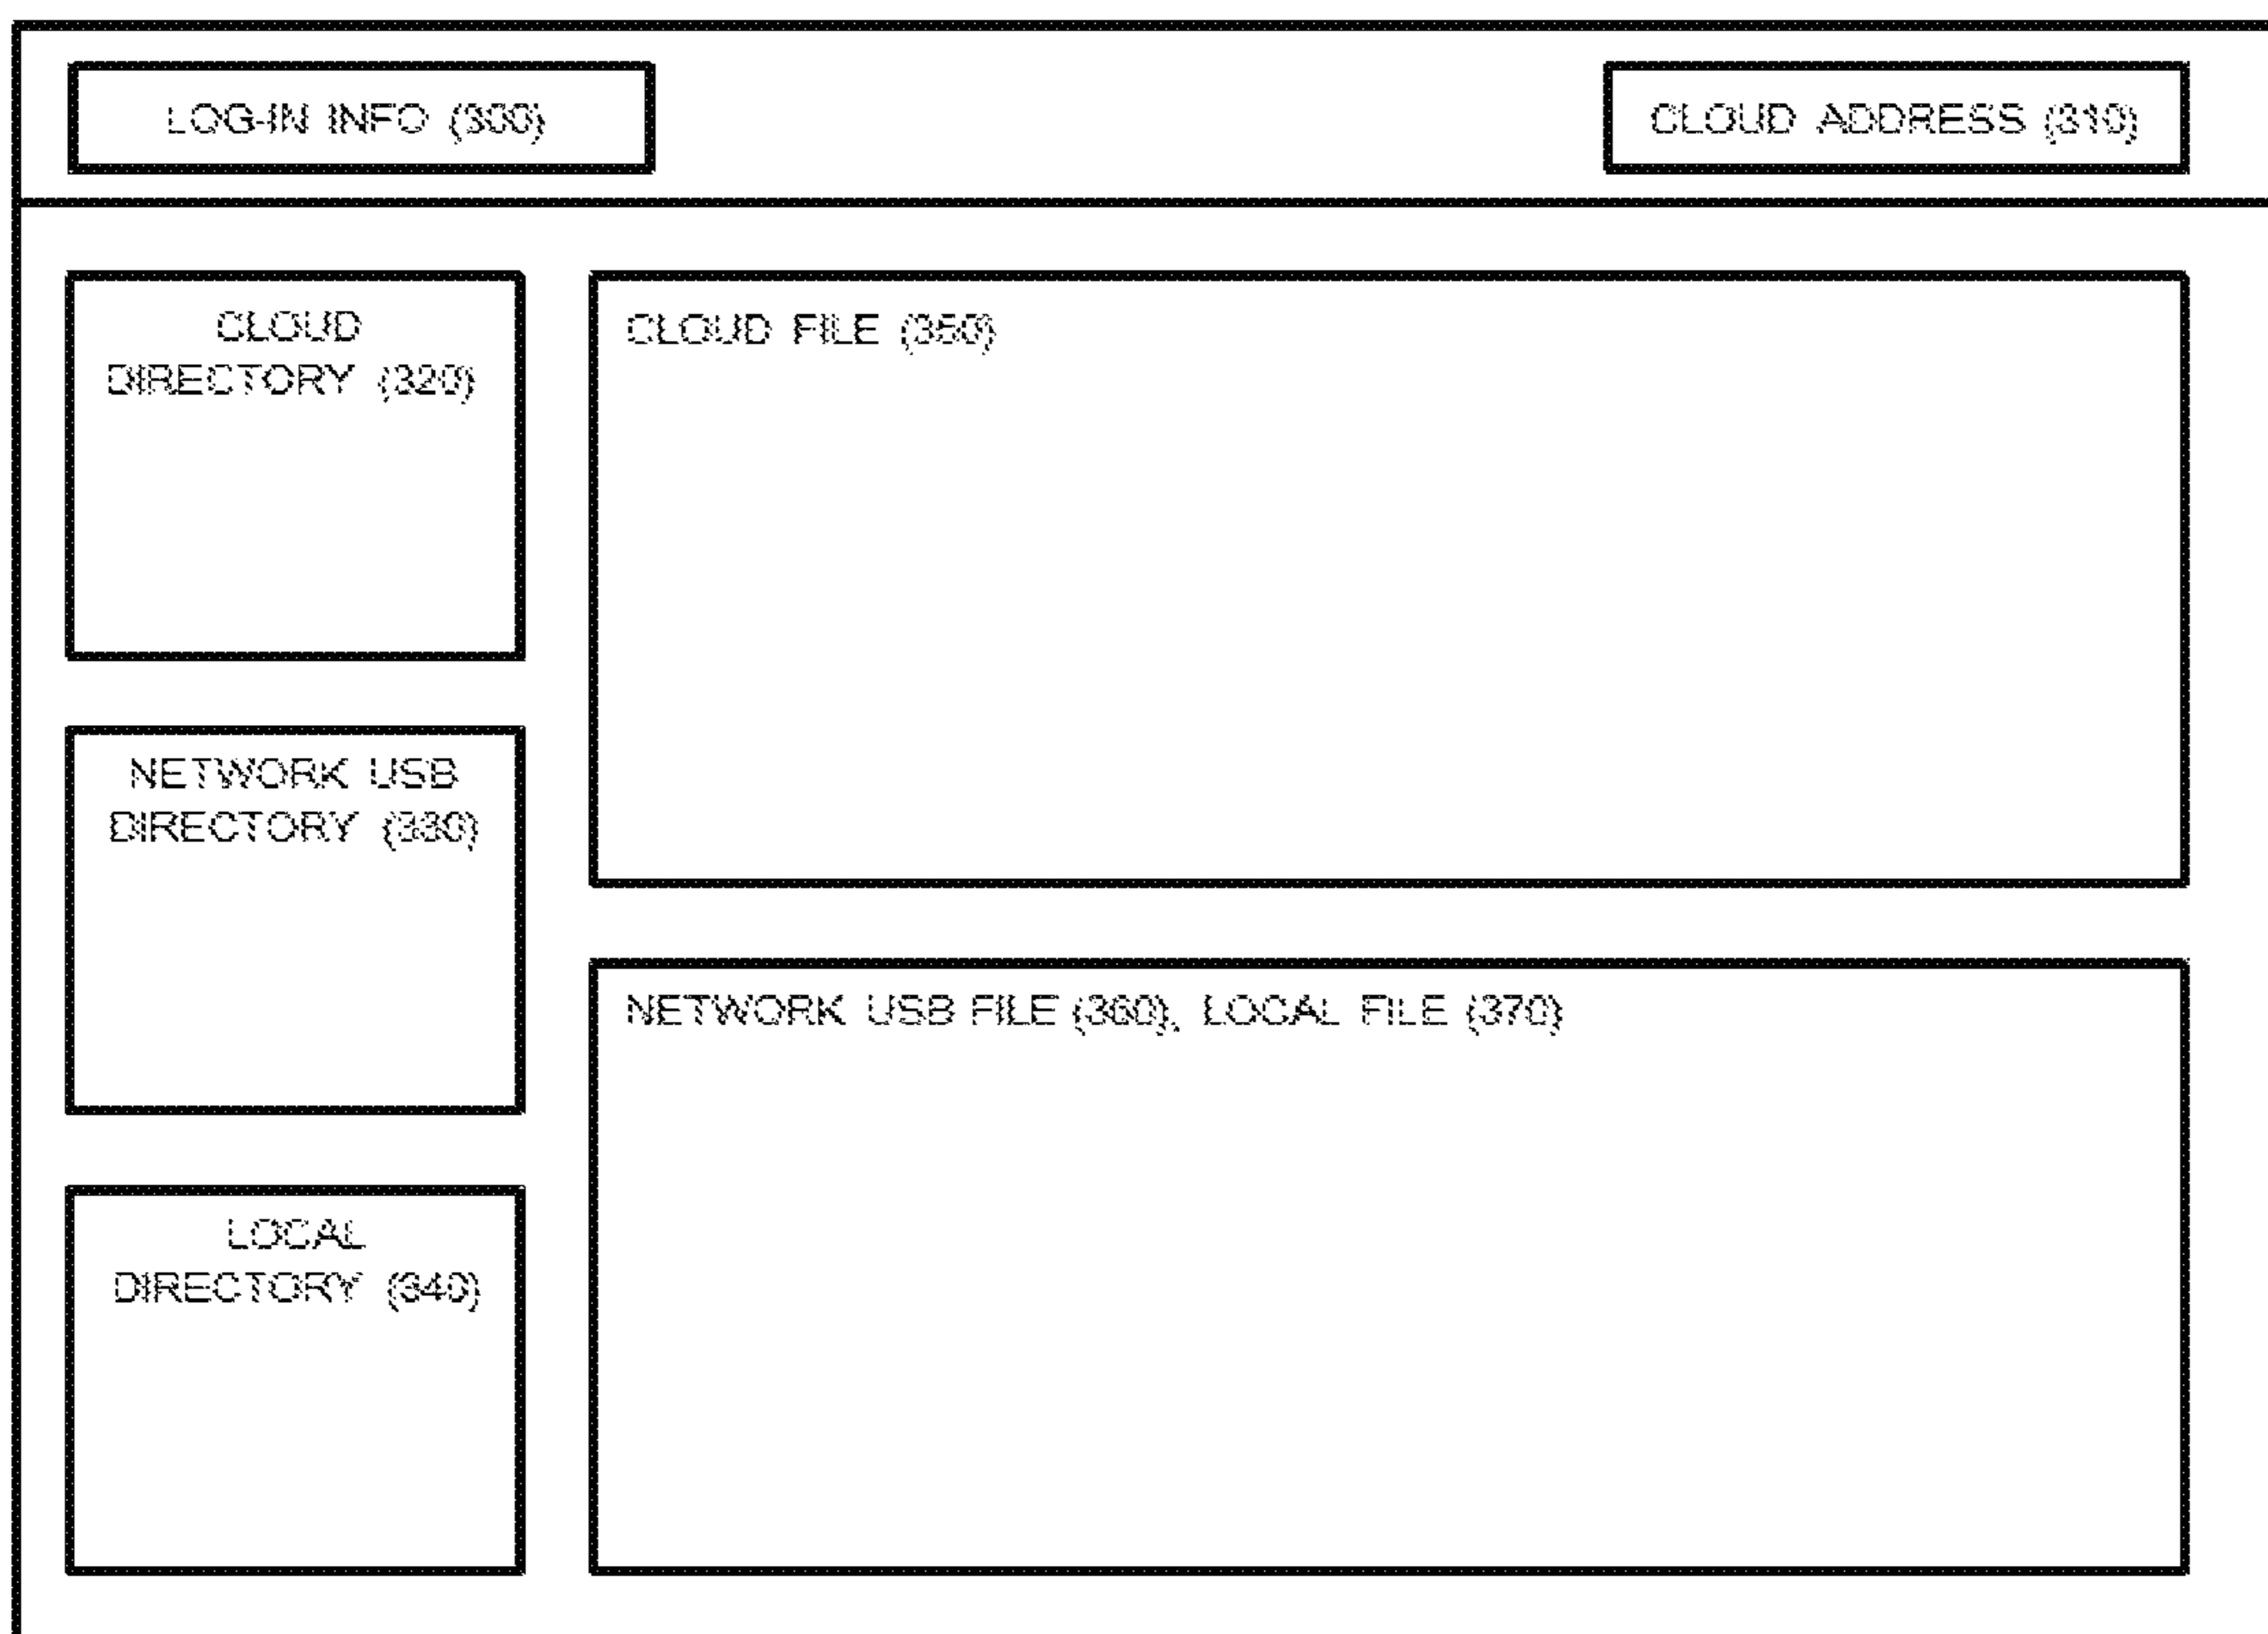 LOG-IN INFO (300)
CLOUD ADDRESS (310)
CLOUD
DIRECTORY (320)
CLOUD FILE (350)
NETWORK USB
DIRECTORY (330)
NETWORK USB FILE (360), LOCAL FILE (370)
LOCAL
DIRECTORY (340)